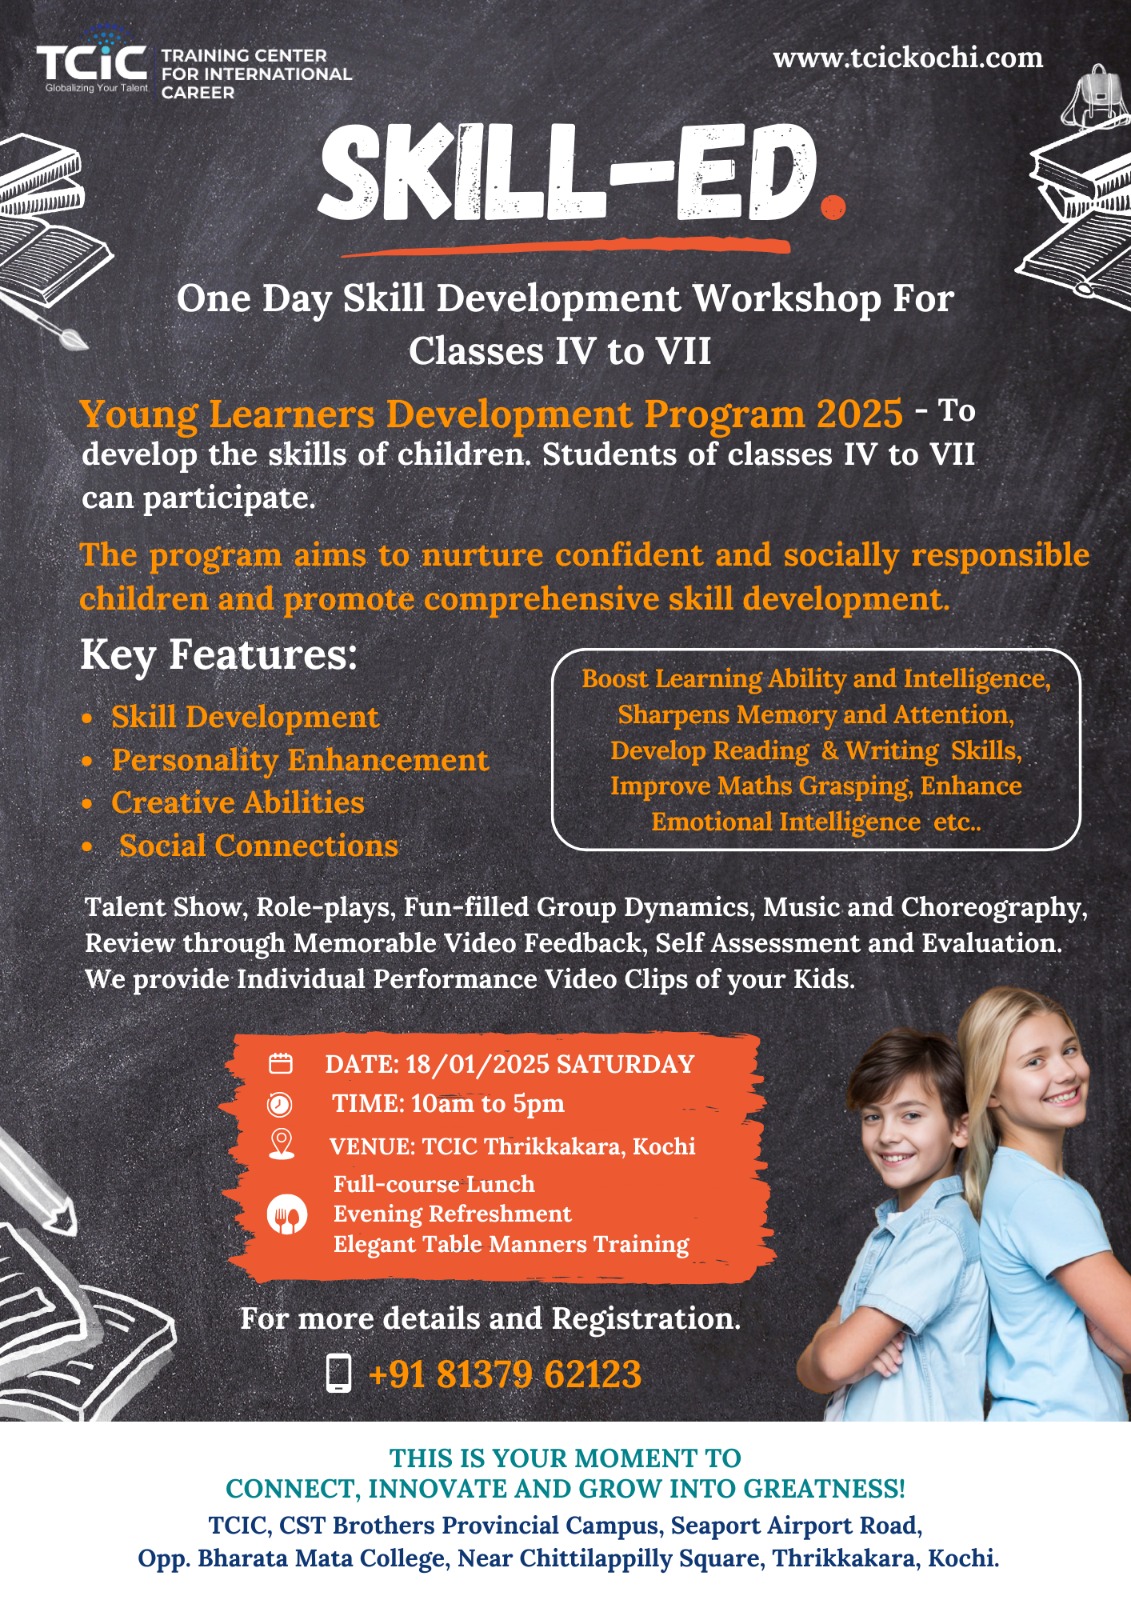 TCiC
Globalizing Your Talent
TRAINING CENTER
FOR INTERNATIONAL
CAREER
www.tcickochi.com
SKILL-ED.
One Day Skill Development Workshop For
Classes IV to VII
Young Learners Development Program 2025 - To
develop the skills of children. Students of classes IV to VII
can participate.
The program aims to nurture confident and socially responsible
children and promote comprehensive skill development.
Key Features:
• Skill Development
• Personality Enhancement
• Creative Abilities
• Social Connections
Boost Learning Ability and Intelligence,
Sharpens Memory and Attention,
Develop Reading & Writing Skills,
Improve Maths Grasping, Enhance
Emotional Intelligence etc..
Talent Show, Role-plays, Fun-filled Group Dynamics, Music and Choreography,
Review through Memorable Video Feedback, Self Assessment and Evaluation.
We provide Individual Performance Video Clips of your Kids.
DATE: 18/01/2025 SATURDAY
TIME: 10am to 5pm
VENUE: TCIC Thrikkakara, Kochi
Full-course Lunch
Evening Refreshment
Elegant Table Manners Training
For more details and Registration.
+91 81379 62123
THIS IS YOUR MOMENT TO
CONNECT, INNOVATE AND GROW INTO GREATNESS!
TCIC, CST Brothers Provincial Campus, Seaport Airport Road,
Opp. Bharata Mata College, Near Chittilappilly Square, Thrikkakara, Kochi.